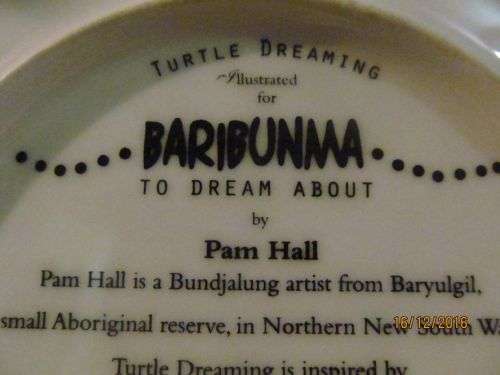 TURTLE DREAMING
Illustrated
for
BARIBUNMA
TO DREAM ABOUT
by
Pam Hall
Pam Hall is a Bundjalung artist from Baryulgil,
small Aboriginal reserve, in Northern New South
16/12/2016
Turtle Dreaming is inspired by